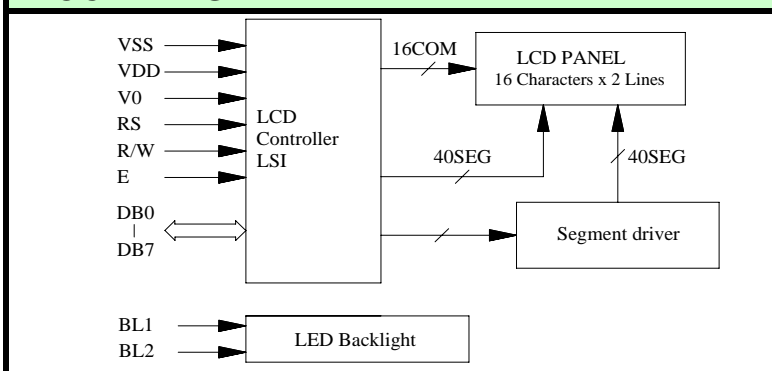 VSS
VDD
V0
RS
R/W
E
DB0
|
DB7
LCD
Controller
LSI
16COM
LCD PANEL
16 Characters x 2 Lines
40SEG
40SEG
Segment driver
BL1
BL2
LED Backlight